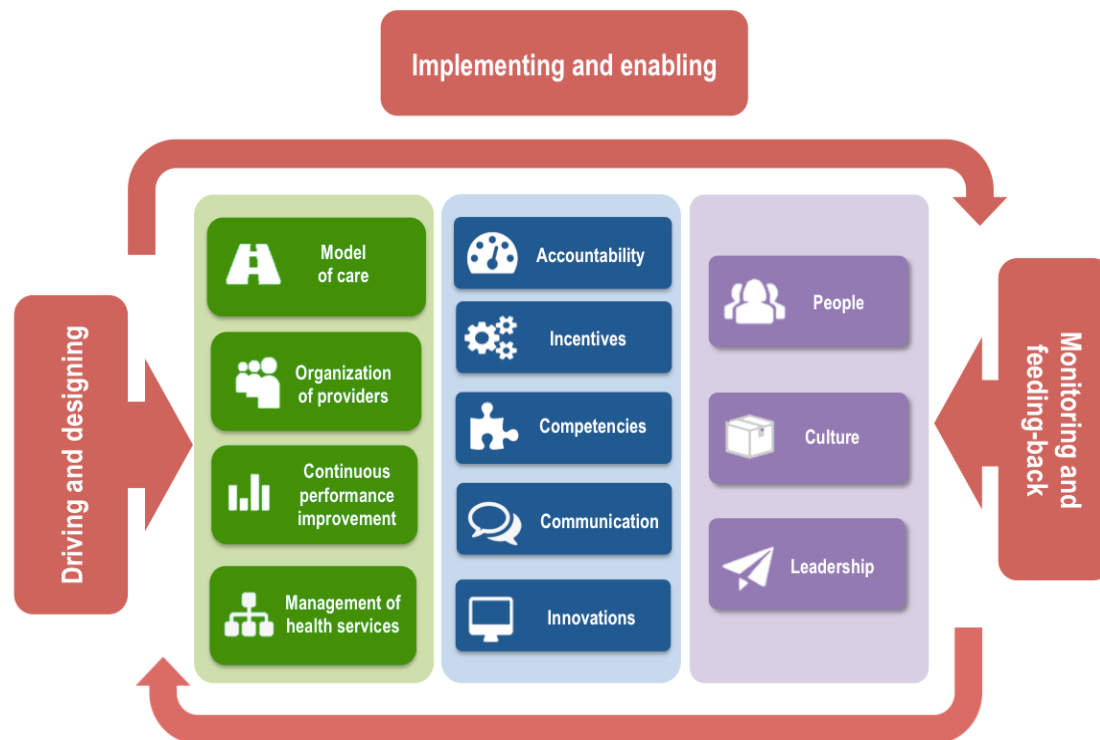 Implementing and enabling
Driving and designing
Model
of care
Organization
of providers
Continuous
performance
improvement
Management of
health services
Accountability
Incentives
Competencies
Communication
Innovations
People
Culture
Leadership
Monitoring and
feeding-back